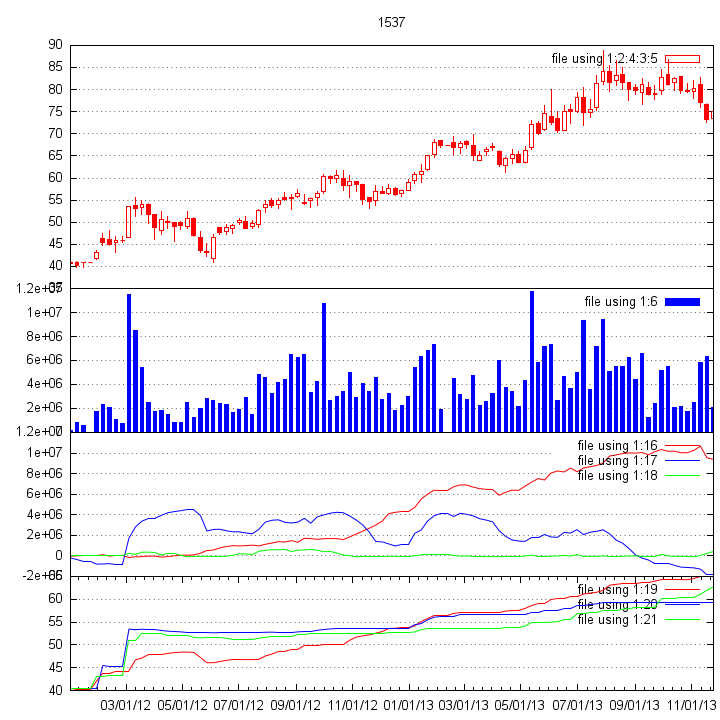 1537
90
file using 1:2:4:3:5
85
80
75
70
65
60
55
50
45
40
1.2e+07
file using 1:6
1e+07
8e+06
6e+06
4e+06
2e+06
1.2e+07
file using 1:16
1e+07
file using 1:17
8e+06
file using 1:18
6e+06
4e+06
2e+06
0
-2e+06
file using 1:19
60
file using 1:20
55
file using 1:21
50
45
40
03/01/12 05/01/12 07/01/12 09/01/12 11/01/12 01/01/13 03/01/13 05/01/13 07/01/13 09/01/13 11/01/13